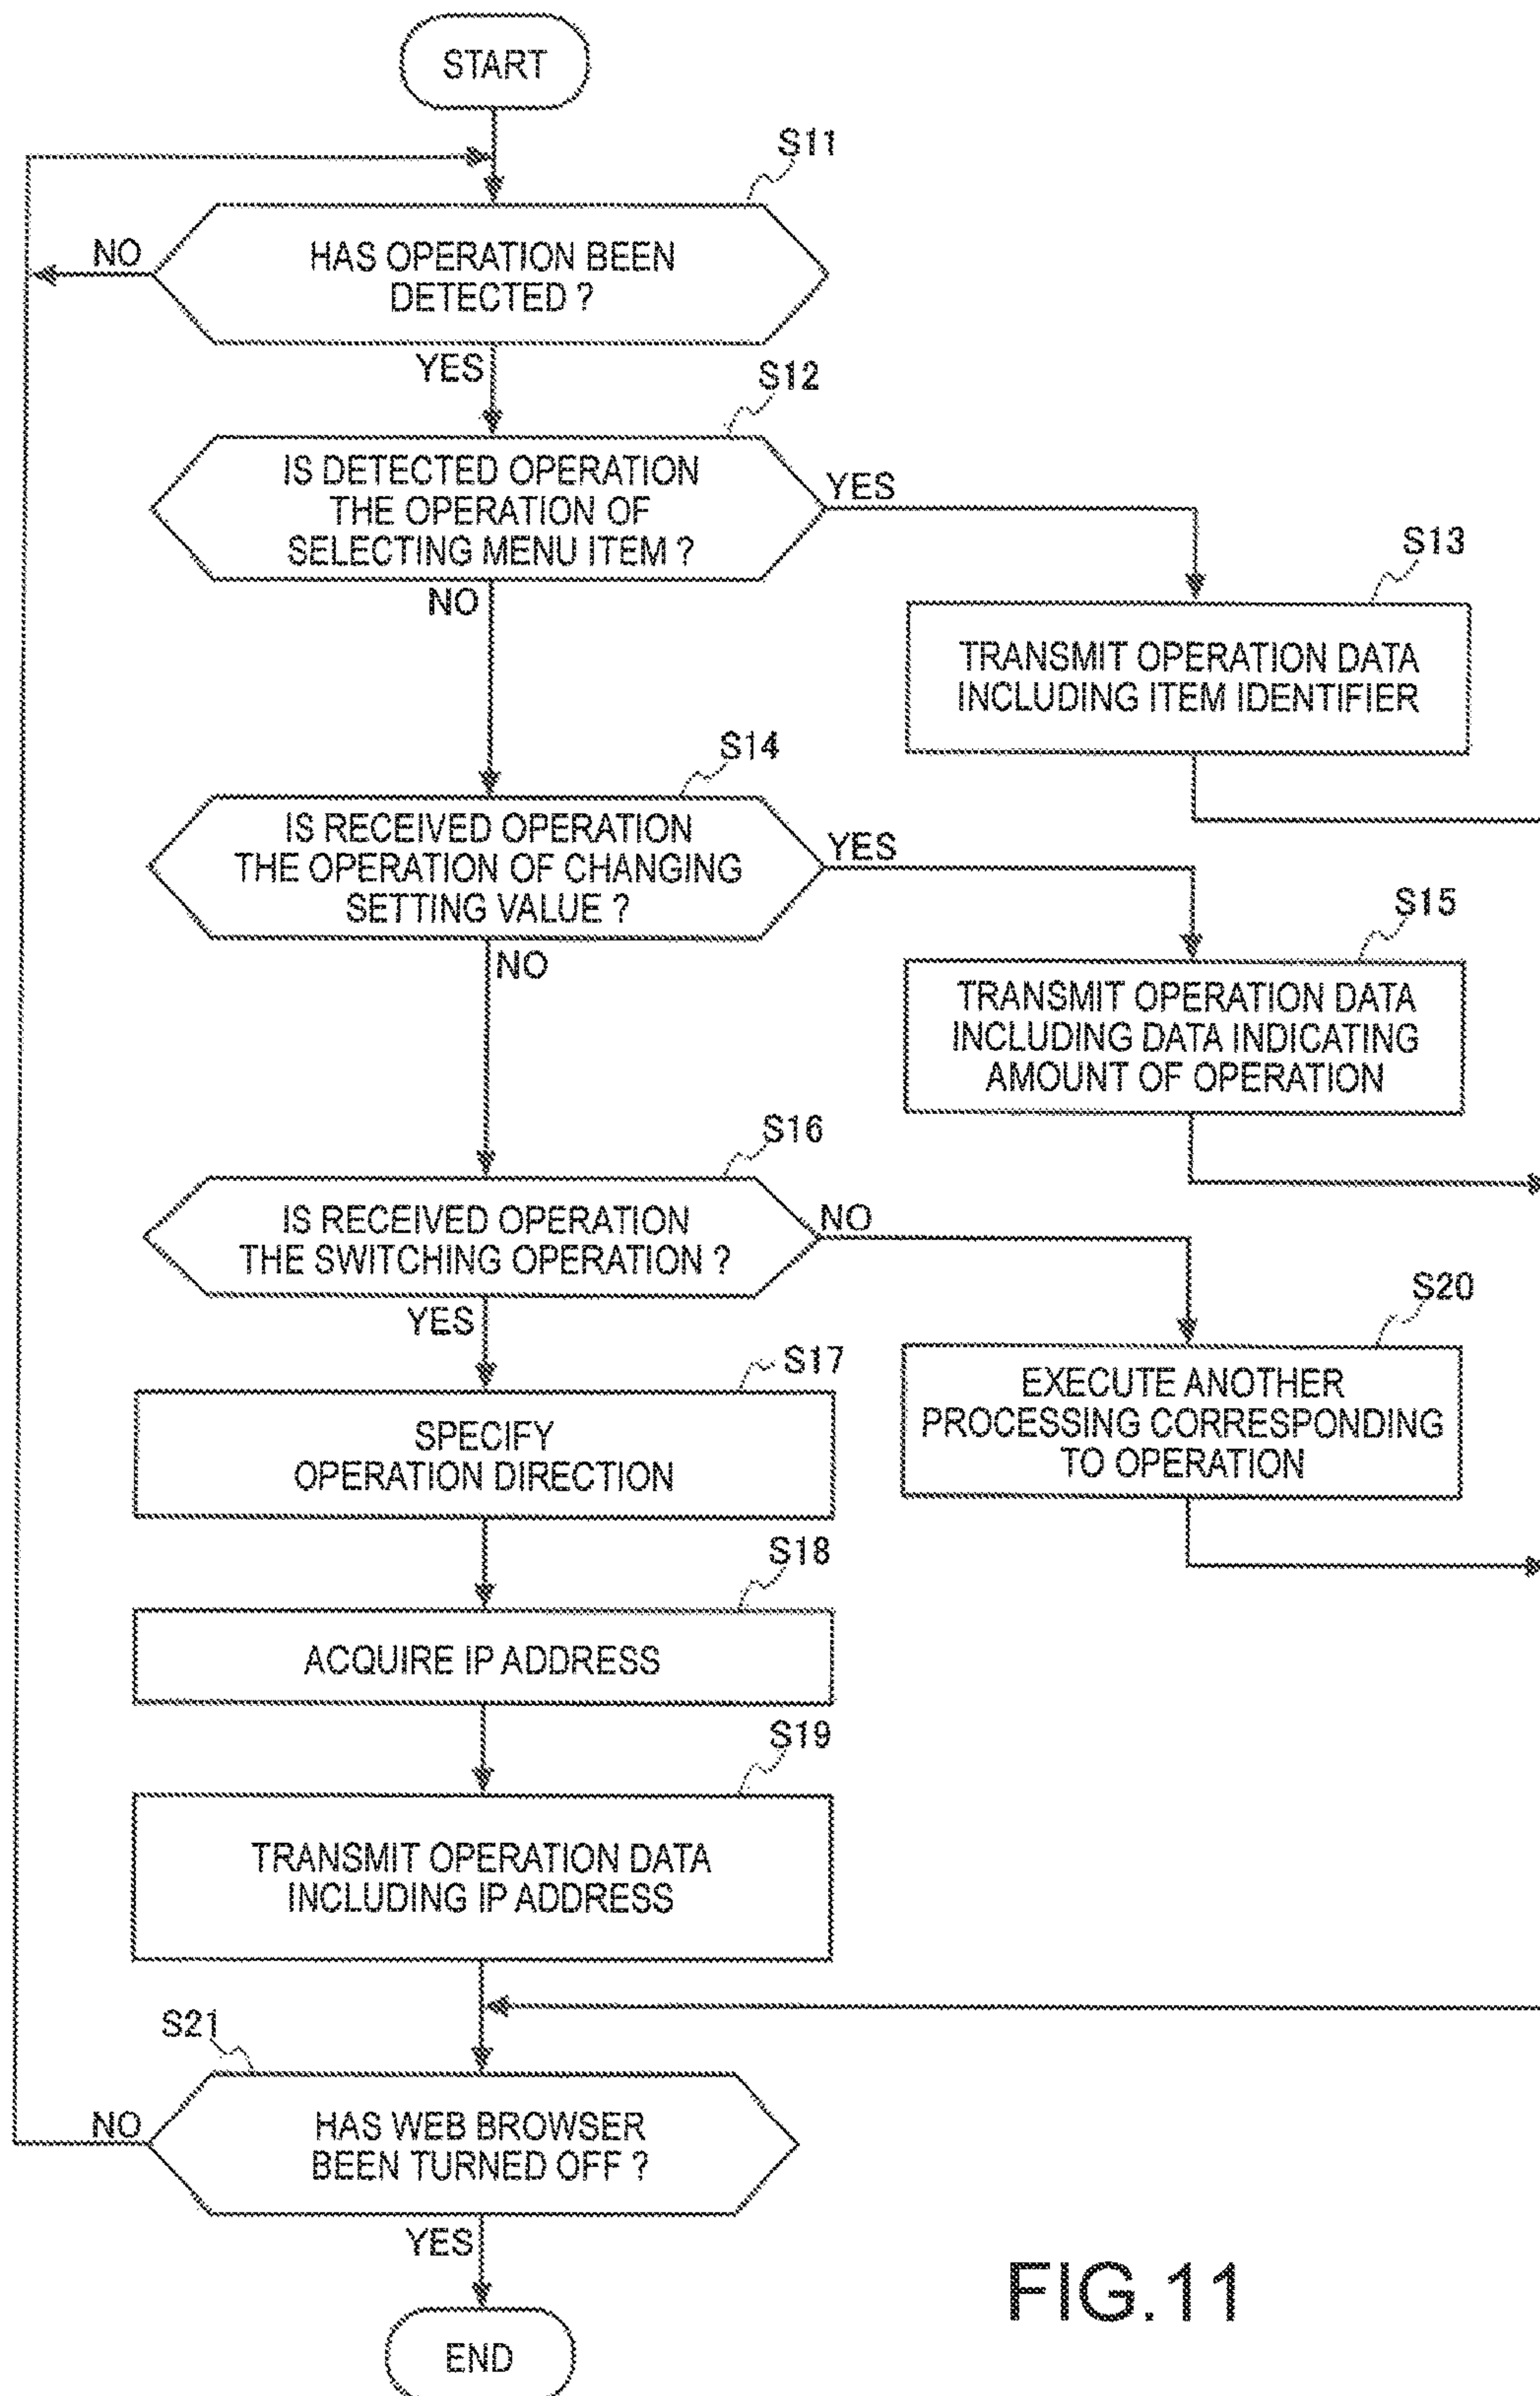 START
S11
NO
HAS OPERATION BEEN
DETECTED ?
YES
S12
IS DETECTED OPERATION
THE OPERATION OF
SELECTING MENU ITEM ?
YES
NO
S13
TRANSMIT OPERATION DATA
INCLUDING ITEM IDENTIFIER
S14
IS RECEIVED OPERATION
THE OPERATION OF CHANGING
SETTING VALUE ?
YES
NO
S15
TRANSMIT OPERATION DATA
INCLUDING DATA INDICATING
AMOUNT OF OPERATION
S16
IS RECEIVED OPERATION
THE SWITCHING OPERATION ?
NO
YES
S20
EXECUTE ANOTHER
PROCESSING CORRESPONDING
TO OPERATION
S17
SPECIFY
OPERATION DIRECTION
S18
ACQUIRE IP ADDRESS
S19
TRANSMIT OPERATION DATA
INCLUDING IP ADDRESS
S21
NO
HAS WEB BROWSER
BEEN TURNED OFF ?
YES
END
FIG.11